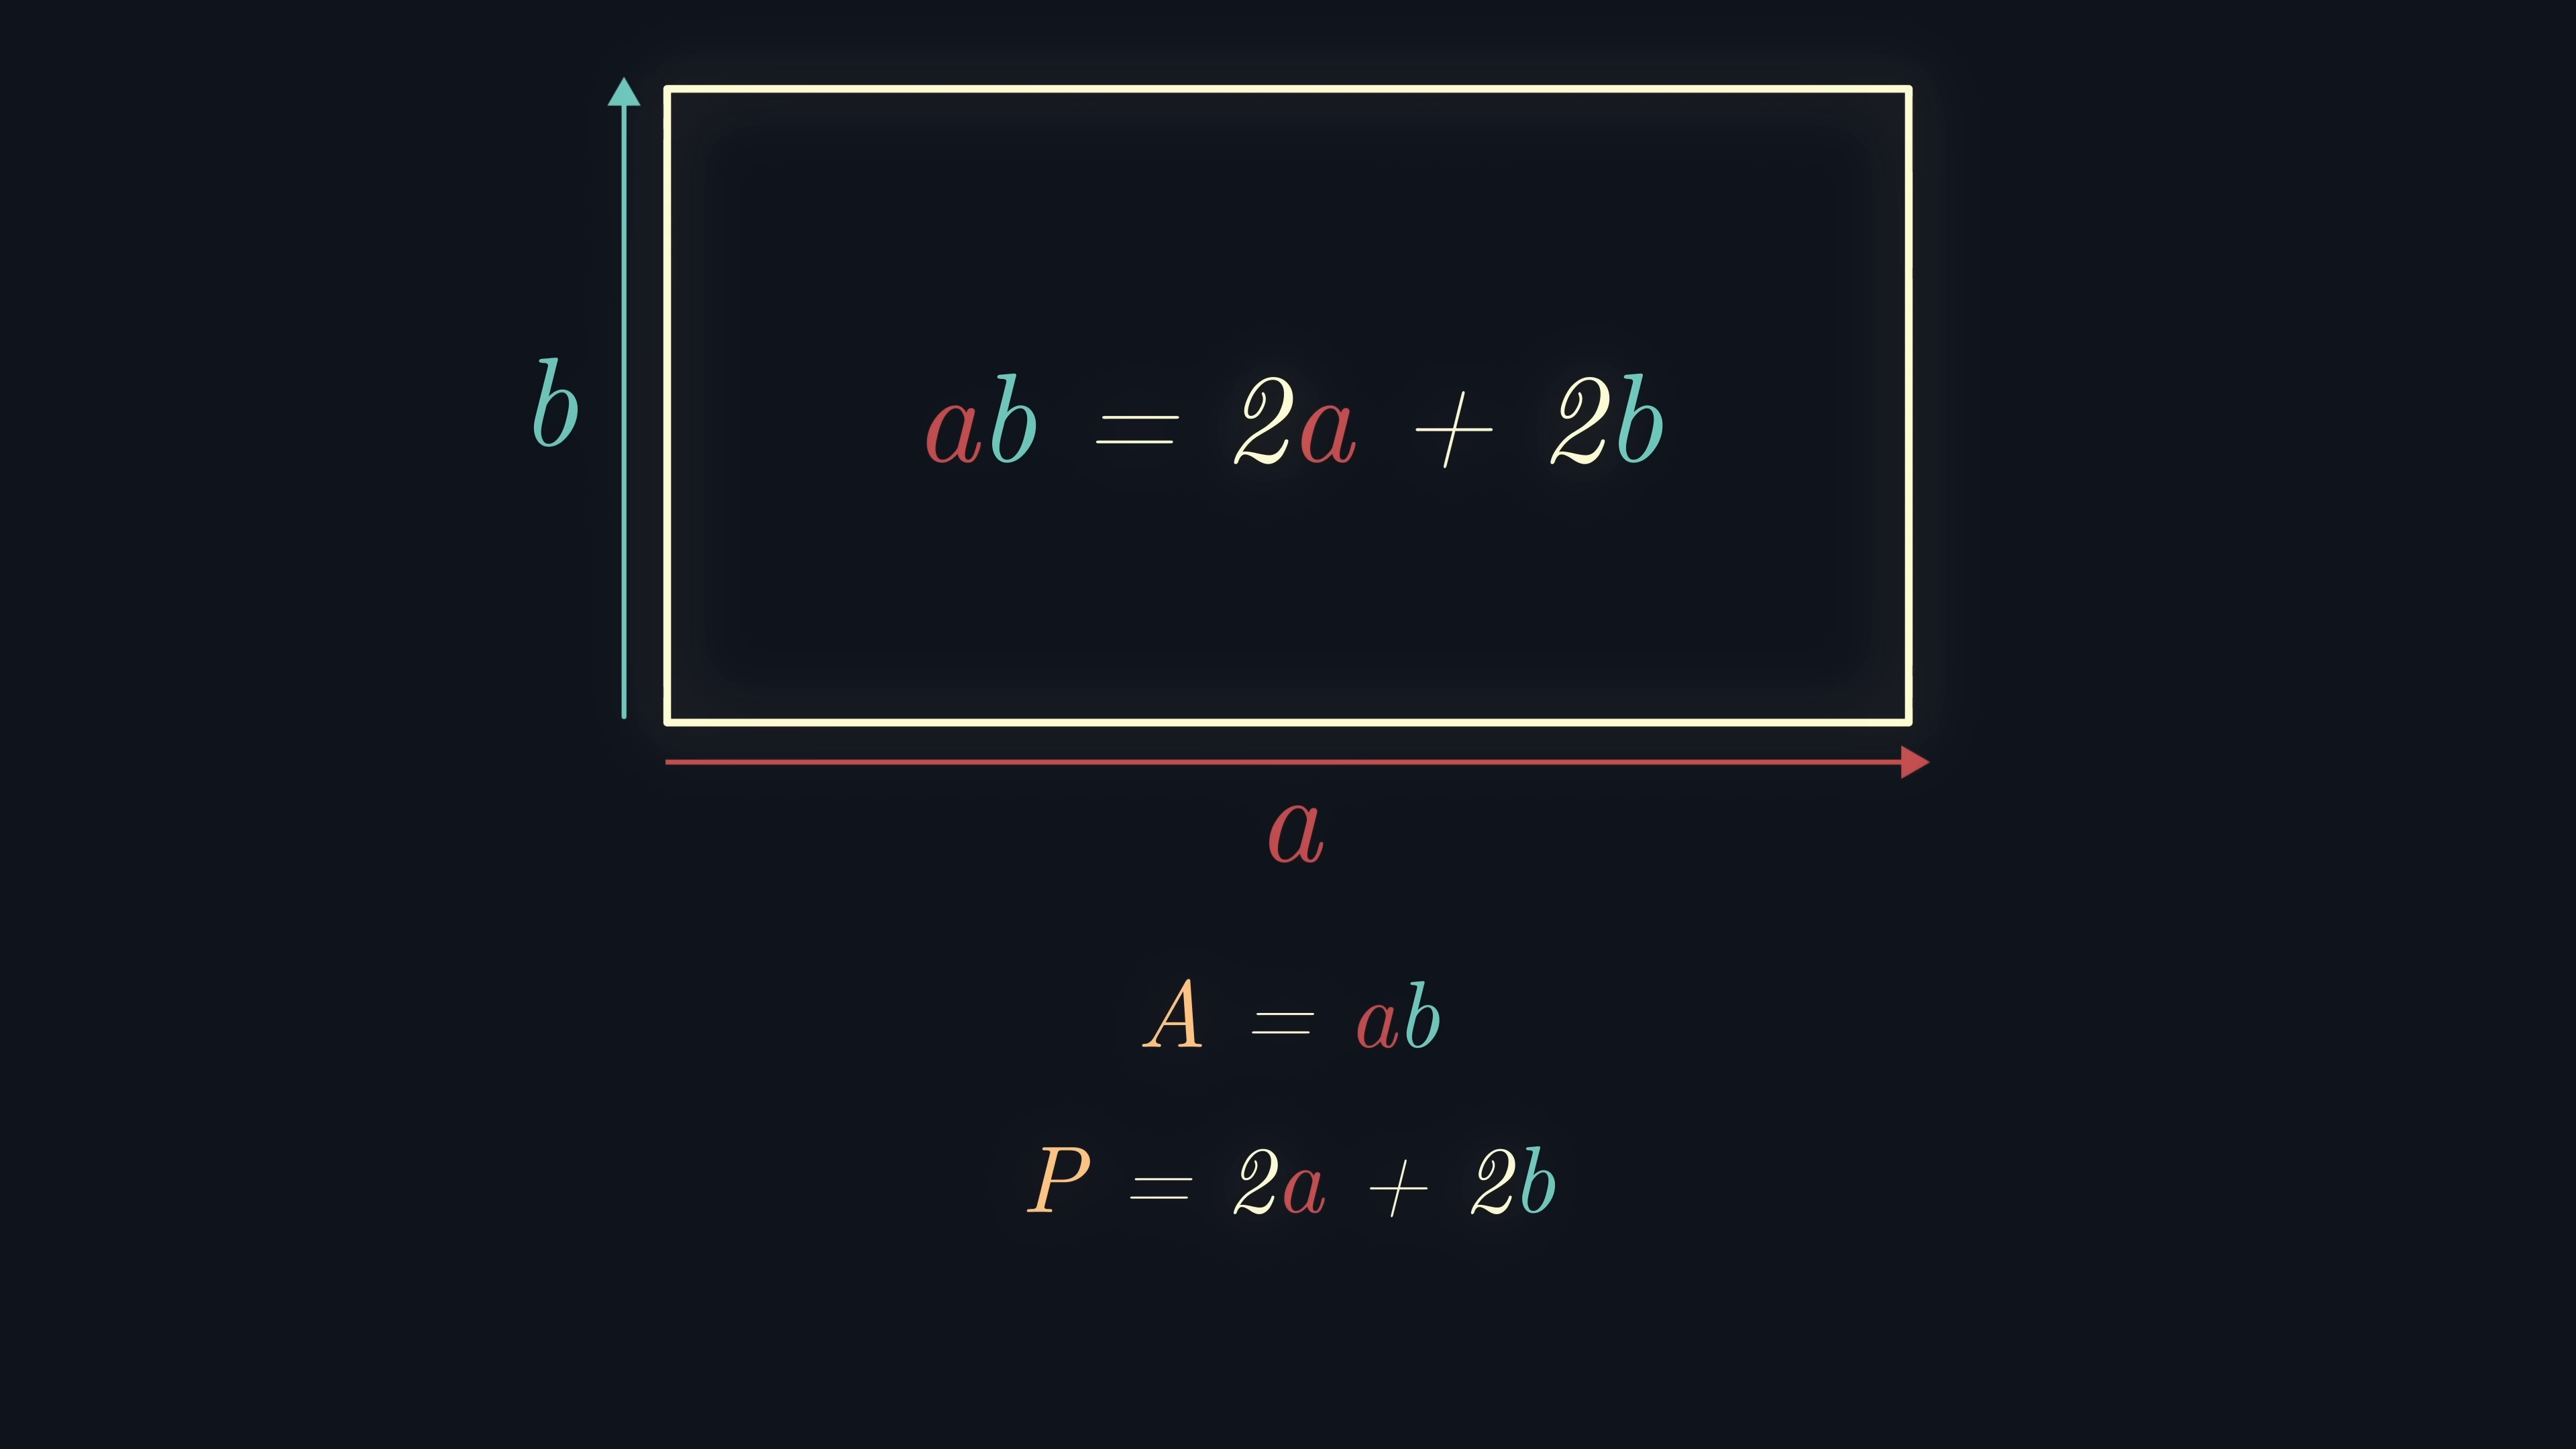 b
ab = 2a + 2b
a
A = ab
P = 2a + 2b